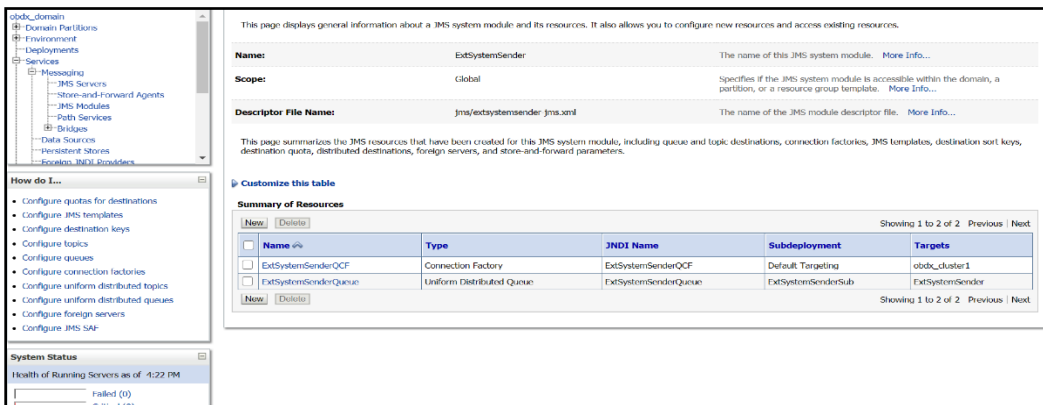 obdx_domain
Domain Partitions
Environment
Deployments
Services
Messaging
JMS Servers
Store-and-Forward Agents
JMS Modules
Path Services
Bridges
Data Sources
Persistent Stores
Foreign JNDI Providers
How do I...
Configure quotas for destinations
Configure JMS templates
Configure destination keys
Configure topics
Configure queues
Configure connection factories
Configure uniform distributed topics
Configure uniform distributed queues
Configure foreign servers
Configure JMS SAF
System Status
Health of Running Servers as of 4:22 PM
Failed (0)
This page displays general information about a JMS system module and its resources. It also allows you to configure new resources and access existing resources.
Name: ExtSystemSender The name of this JMS system module. More Info...
Scope: Global Specifies if the JMS system module is accessible within the domain, a
partition, or a resource group template. More Info...
Descriptor File Name: jms/extsystemsender-jms.xml The name of the JMS module descriptor file. More Info...
This page summarizes the JMS resources that have been created for this JMS system module, including queue and topic destinations, connection factories, JMS templates, destination sort keys,
destination quota, distributed destinations, foreign servers, and store-and-forward parameters.
Customize this table
Summary of Resources
New Delete Showing 1 to 2 of 2 Previous | Next
Name Type JNDI Name Subdeployment Targets
ExtSystemSenderQCF Connection Factory ExtSystemSenderQCF Default Targeting obdx_cluster1
ExtSystemSenderQueue Uniform Distributed Queue ExtSystemSenderQueue ExtSystemSenderSub ExtSystemSender
New Delete Showing 1 to 2 of 2 Previous | Next